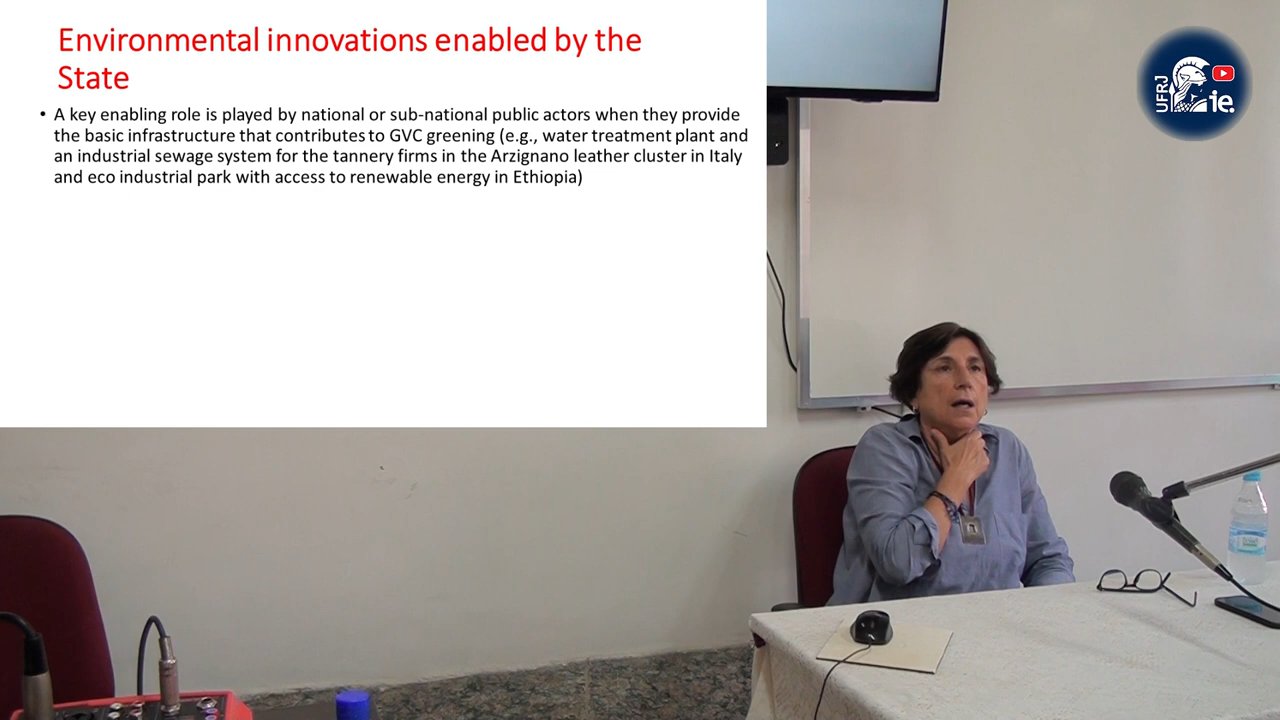 Environmental innovations enabled by the
State
• A key enabling role is played by national or sub-national public actors when they provide
the basic infrastructure that contributes to GVC greening (e.g., water treatment plant and
an industrial sewage system for the tannery firms in the Arzignano leather cluster in Italy
and eco industrial park with access to renewable energy in Ethiopia)
UFRJ
ie.